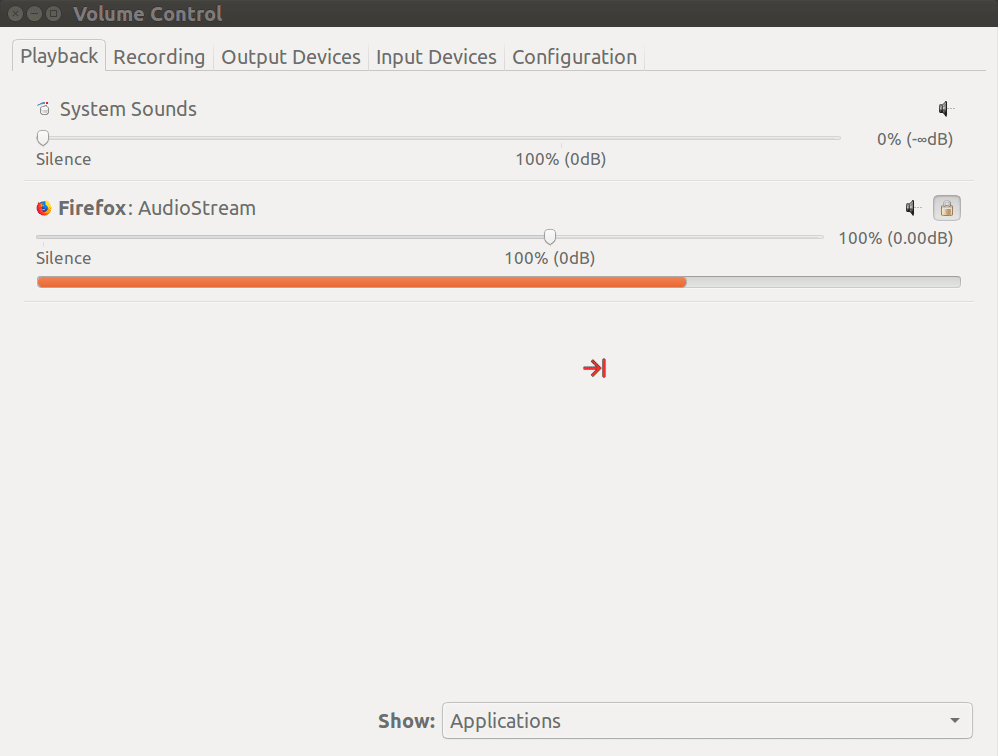 Volume Control
Playback Recording Output Devices Input Devices Configuration
System Sounds
0% (-∞dB)
Silence 100% (0dB)
Firefox: AudioStream
100% (0.00dB)
Silence 100% (0dB)
Show: Applications